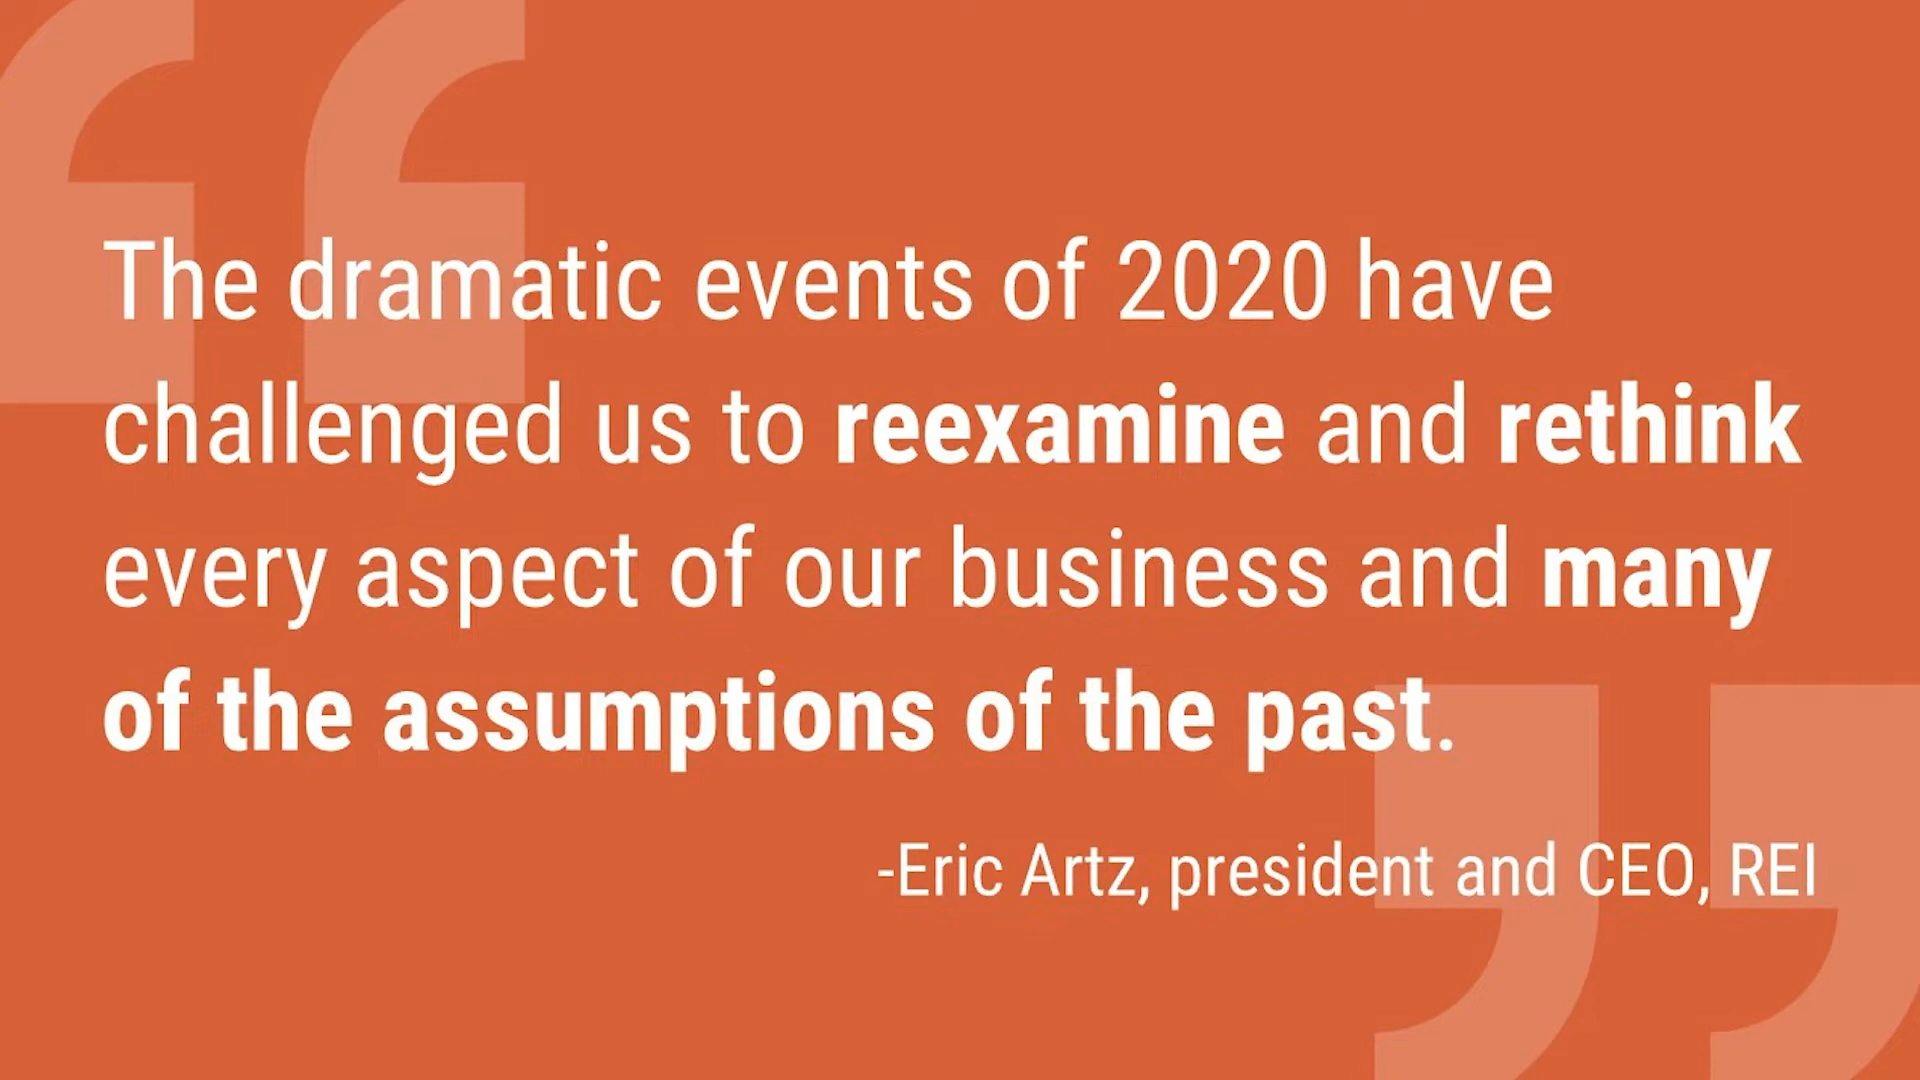 The dramatic events of 2020 have
challenged us to reexamine and rethink
every aspect of our business and many
of the assumptions of the past.
-Eric Artz, president and CEO, REI